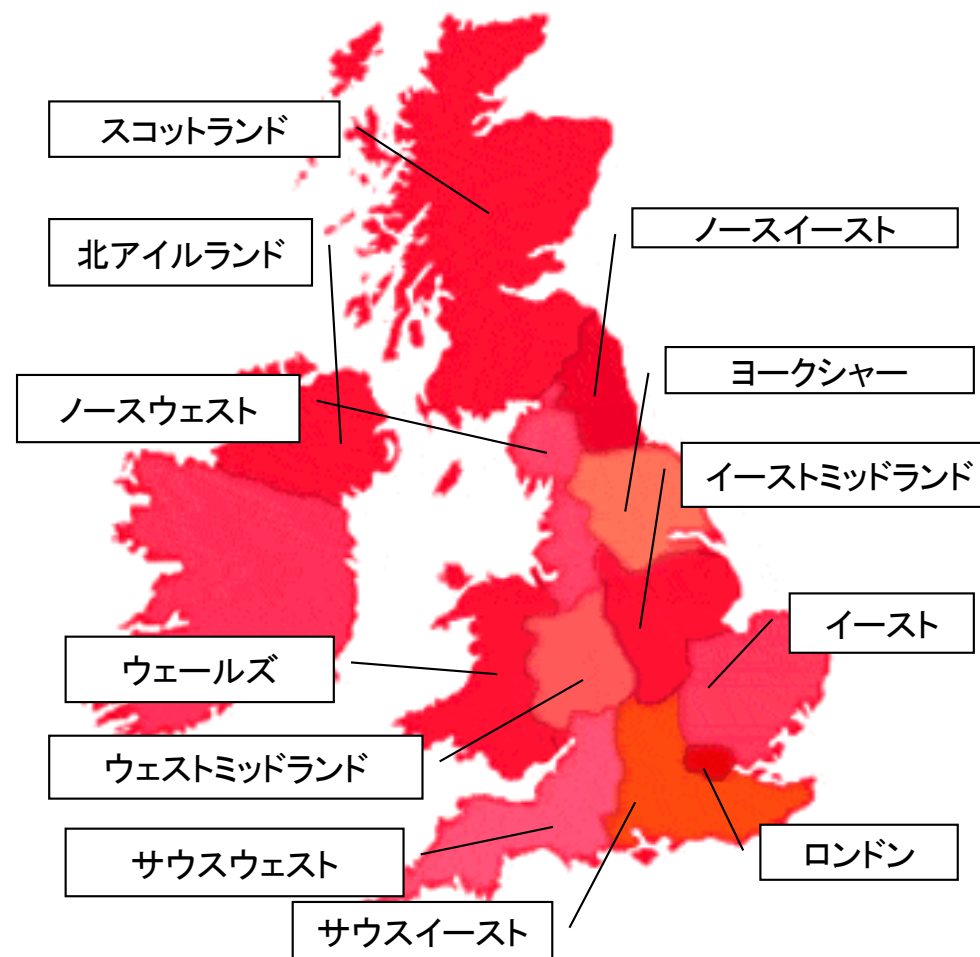 スコットランド
北アイルランド
ノースイースト
ヨークシャー
ノースウェスト
イーストミッドランド
イースト
ウェールズ
ウェストミッドランド
サウスウェスト
ロンドン
サウスイースト